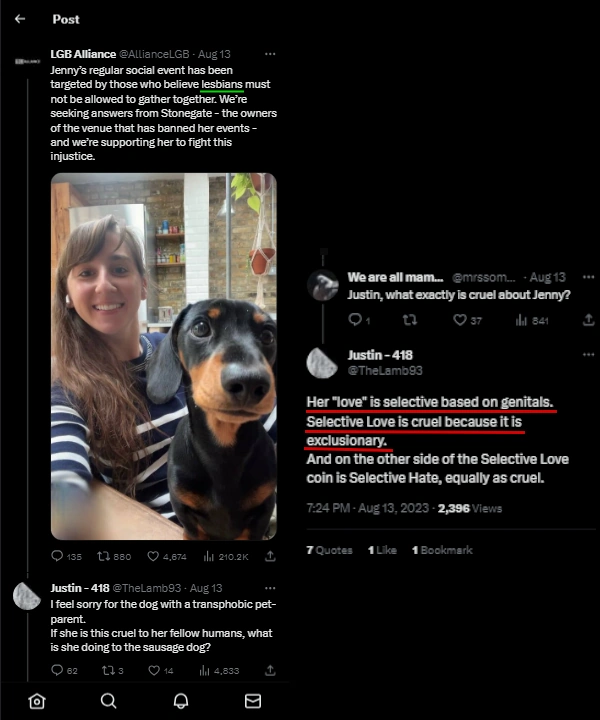 Post
LGB Alliance @AllianceLGB · Aug 13
Jenny's regular social event has been
targeted by those who believe lesbians must
not be allowed to gather together. We're
seeking answers from Stonegate - the owners
of the venue that has banned her events -
and we're supporting her to fight this
injustice.
135 880 4,674 210.2K
Justin - 418 @TheLamb93 · Aug 13
I feel sorry for the dog with a transphobic pet-
parent.
If she is this cruel to her fellow humans, what
is she doing to the sausage dog?
62 3 14 4,833
We are all mam... @mrssom... · Aug 13
Justin, what exactly is cruel about Jenny?
1 37 841
Justin - 418
@TheLamb93
Her "love" is selective based on genitals.
Selective Love is cruel because it is
exclusionary.
And on the other side of the Selective Love
coin is Selective Hate, equally as cruel.
7:24 PM · Aug 13, 2023 · 2,396 Views
7 Quotes 1 Like 1 Bookmark